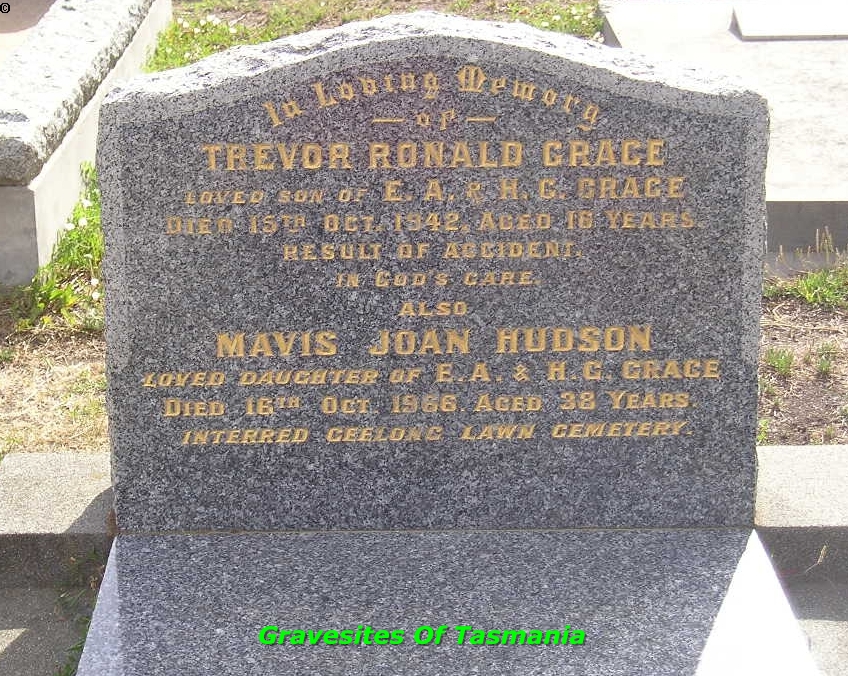 ©
In Loving Memory
— OF —
TREVOR RONALD GRACE
LOVED SON OF E. A. & H. G. GRACE
DIED 15TH OCT. 1942. AGED 16 YEARS.
RESULT OF ACCIDENT.
IN GOD'S CARE.
ALSO
MAVIS JOAN HUDSON
LOVED DAUGHTER OF E. A. & H. G. GRACE
DIED 16TH OCT. 1966. AGED 38 YEARS.
INTERRED GEELONG LAWN CEMETERY.
Gravesites Of Tasmania